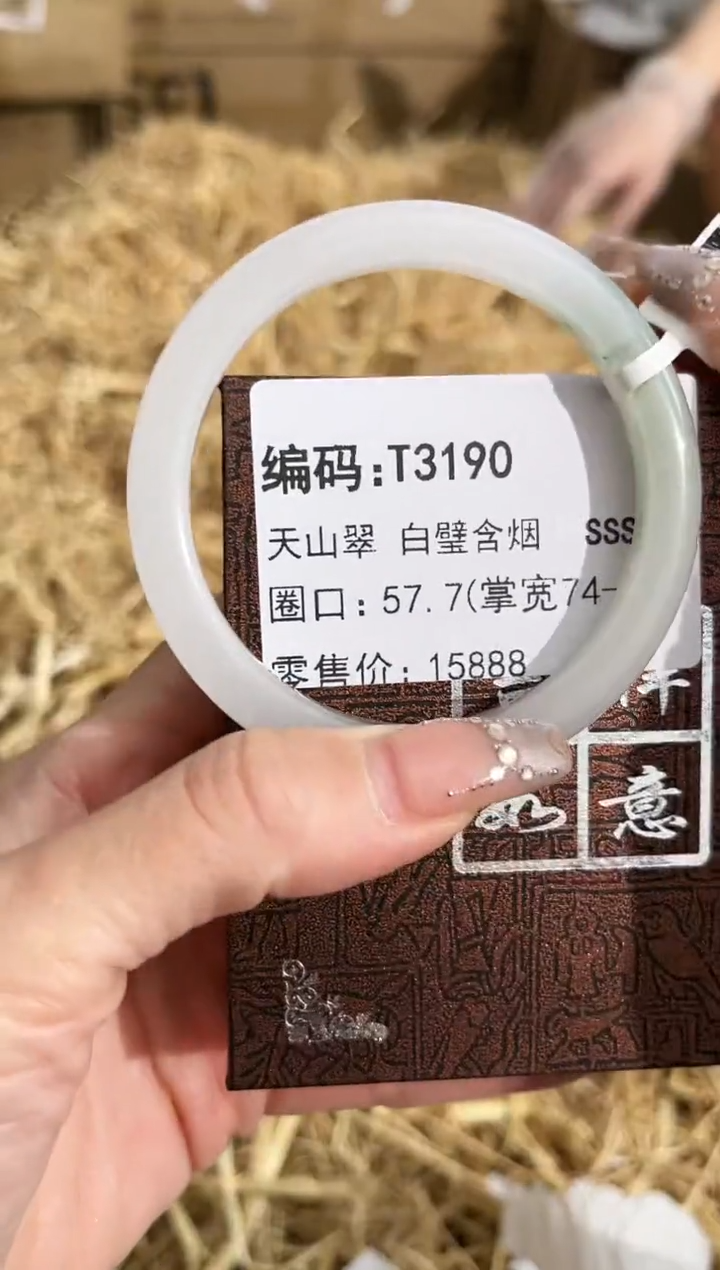 编码:T3190
天山翠 白璧含烟 SSS
圈口: 57.7(掌宽74-
零售价: 15888
如 意